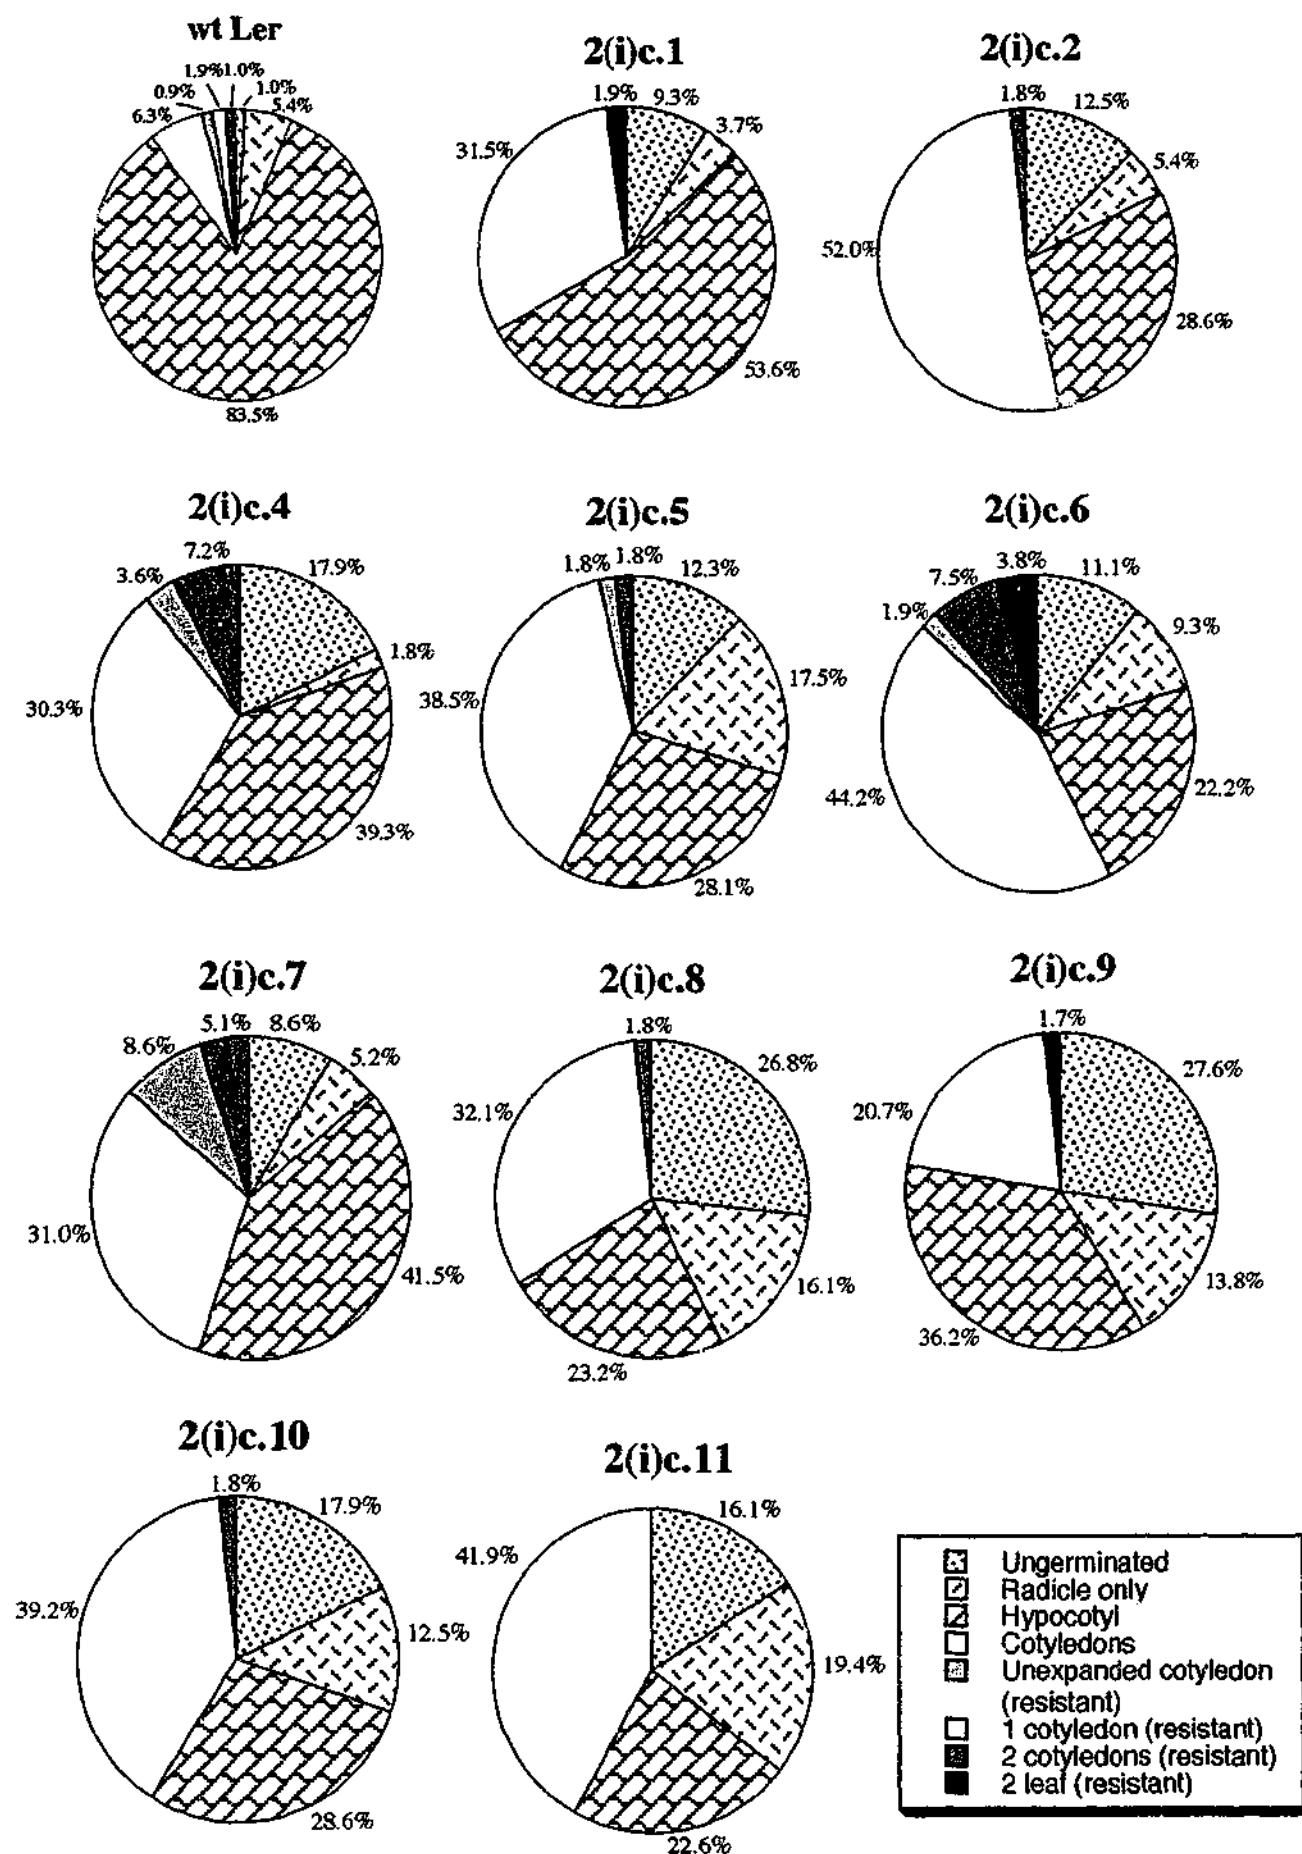 wt Ler
1.9% 1.0%
0.9% 1.0%
6.3% 5.4%
83.5%
2(i)c.1
1.9% 9.3%
3.7%
31.5%
53.6%
2(i)c.2
1.8% 12.5%
5.4%
52.0%
28.6%
2(i)c.4
7.2% 17.9%
3.6%
1.8%
30.3%
39.3%
2(i)c.5
1.8% 1.8% 12.3%
17.5%
38.5%
28.1%
2(i)c.6
3.8% 11.1%
7.5%
1.9% 9.3%
44.2% 22.2%
2(i)c.7
5.1% 8.6%
8.6% 5.2%
31.0%
41.5%
2(i)c.8
1.8%
26.8%
32.1%
16.1%
23.2%
2(i)c.9
1.7%
27.6%
20.7%
13.8%
36.2%
2(i)c.10
1.8% 17.9%
39.2%
12.5%
28.6%
2(i)c.11
16.1%
41.9%
19.4%
22.6%
Ungerminated
Radicle only
Hypocotyl
Cotyledons
Unexpanded cotyledon
(resistant)
1 cotyledon (resistant)
2 cotyledons (resistant)
2 leaf (resistant)